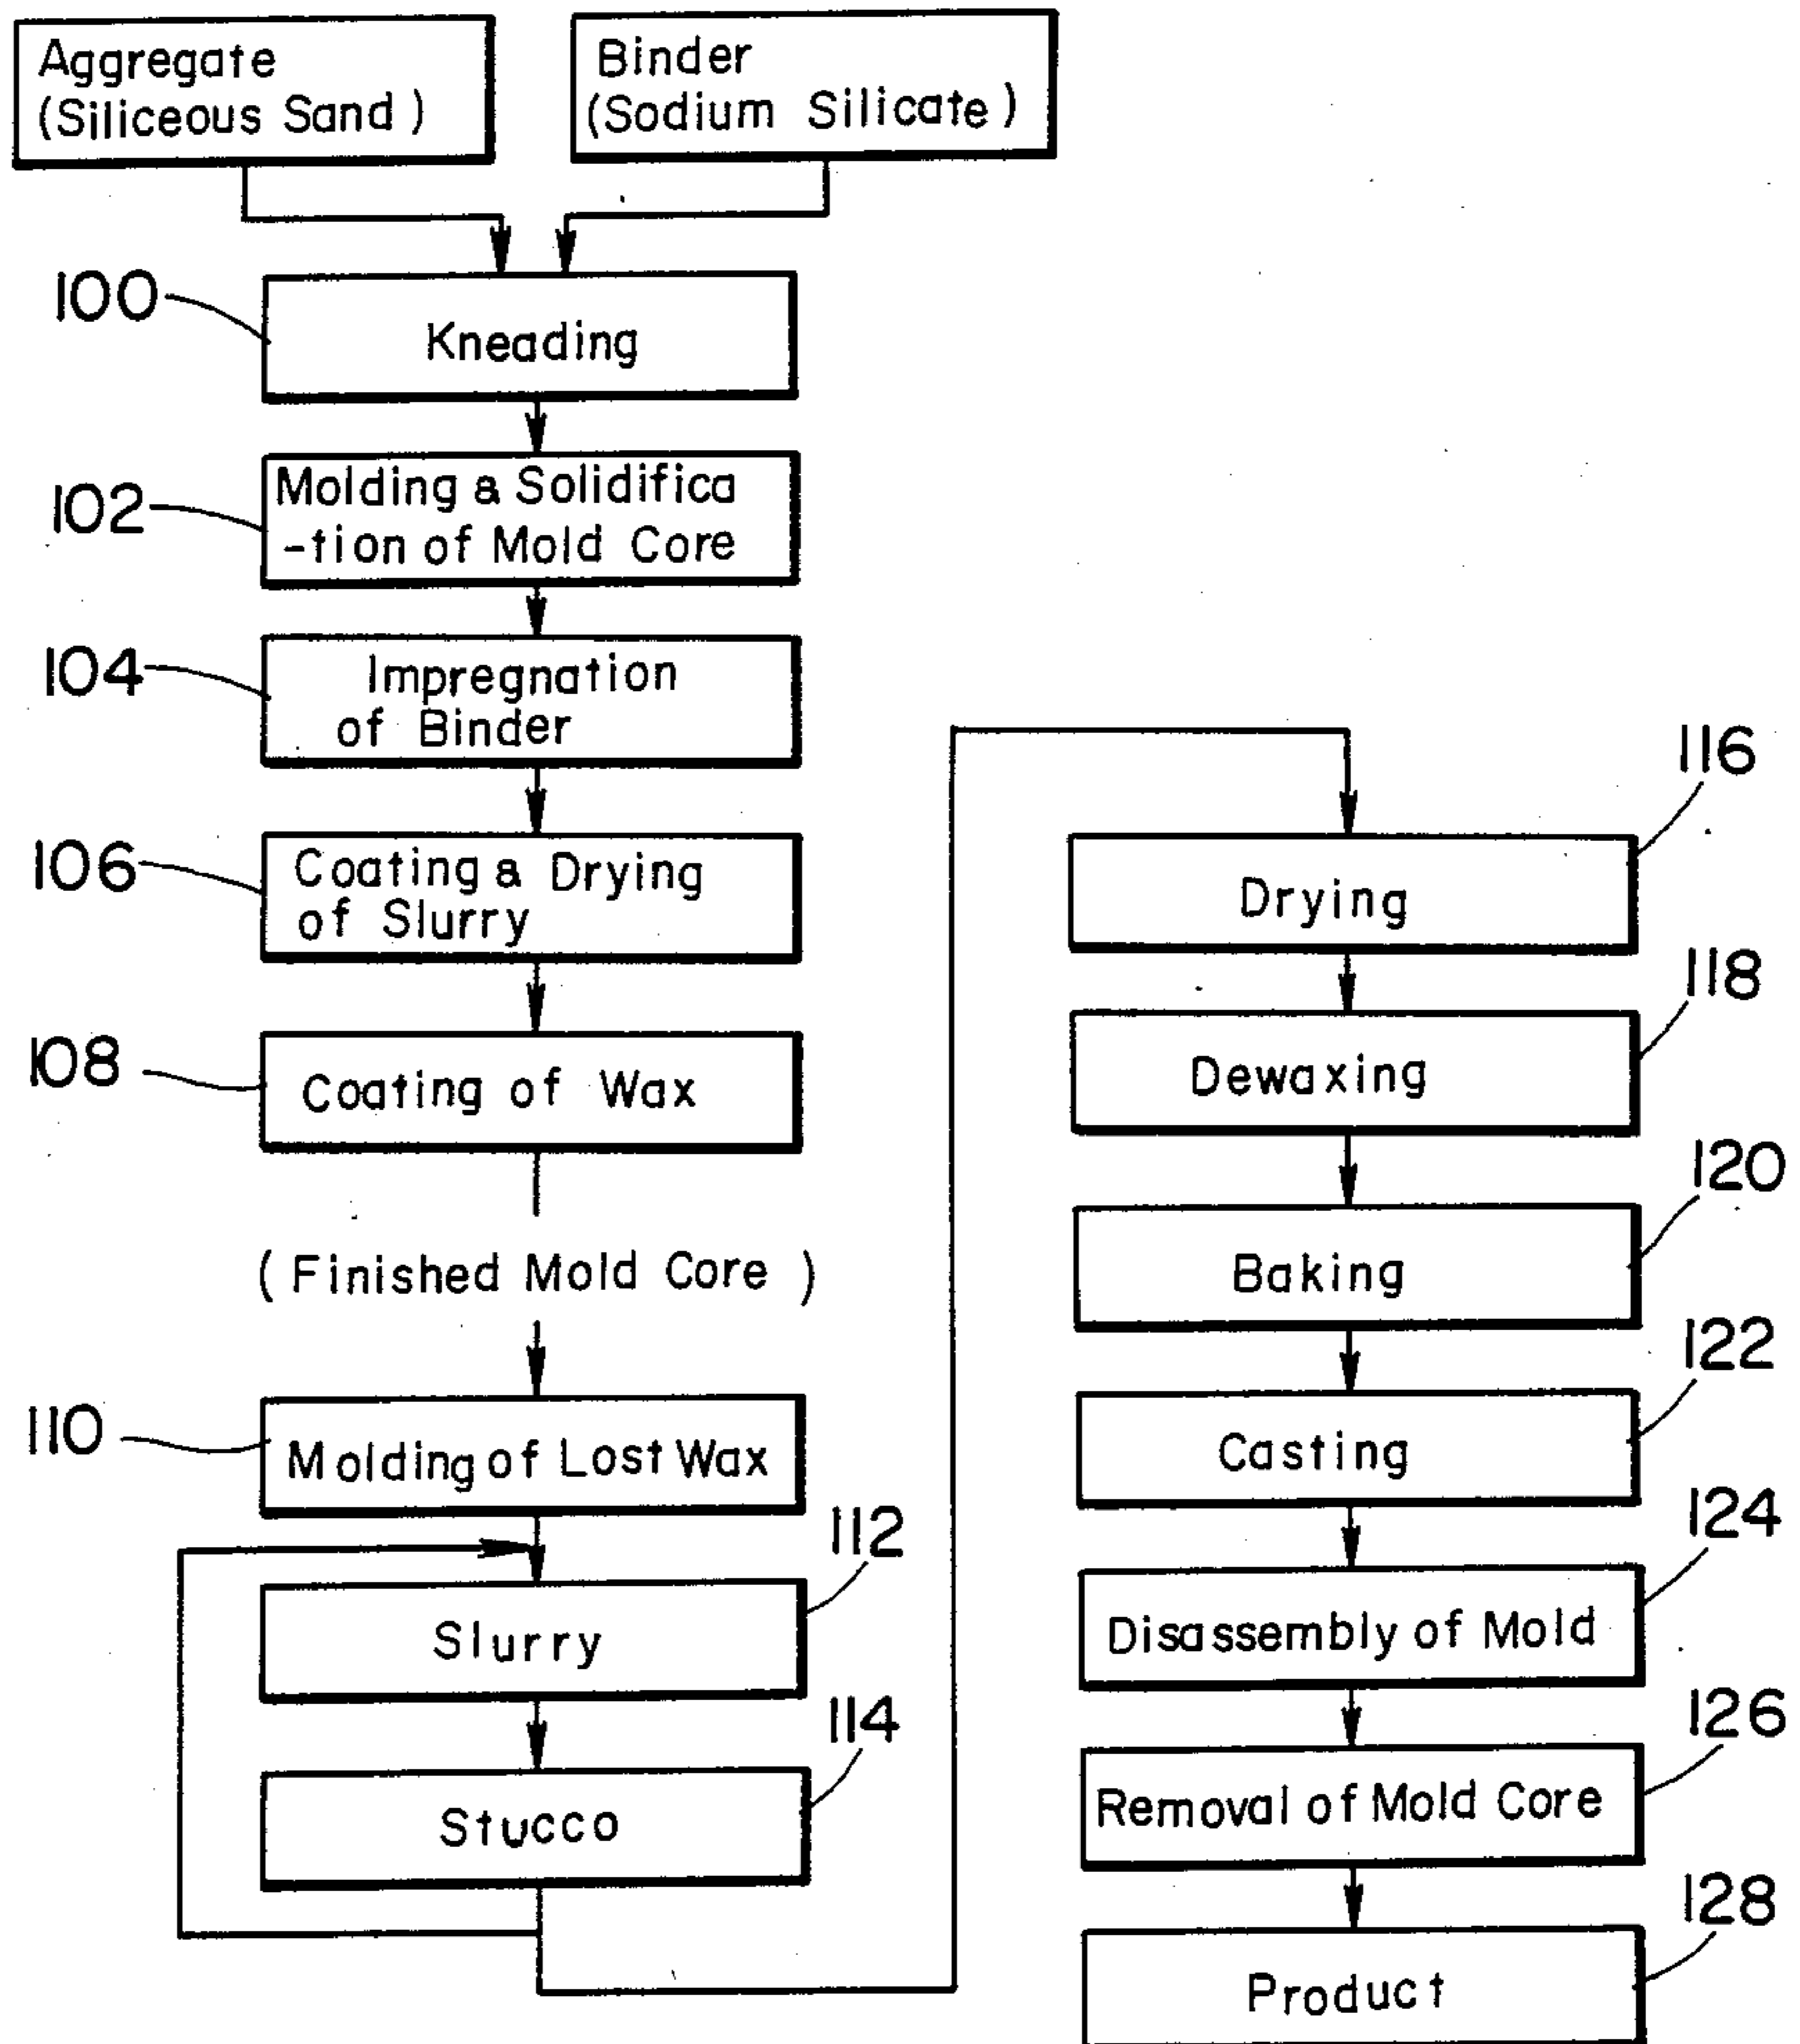 Aggregate
(Siliceous Sand)
Binder
(Sodium Silicate)
100
Kneading
102
Molding & Solidifica
-tion of Mold Core
104
Impregnation
of Binder
106
Coating & Drying
of Slurry
108
Coating of Wax
(Finished Mold Core)
110
Molding of Lost Wax
112
Slurry
114
Stucco
116
Drying
118
Dewaxing
120
Baking
122
Casting
124
Disassembly of Mold
126
Removal of Mold Core
128
Product